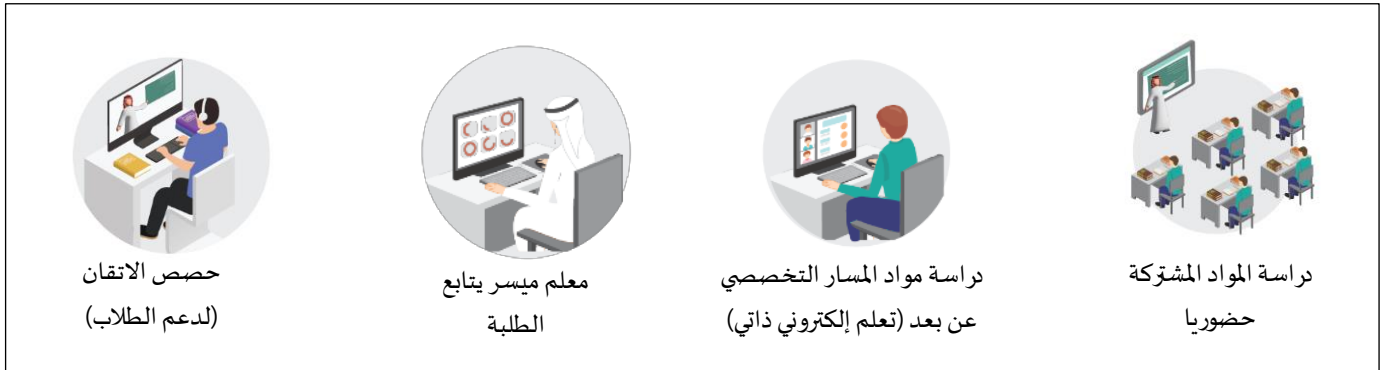 دراسة المواد المشتركة
حضوريا
دراسة مواد المسار التخصصي
عن بعد (تعلم إلكتروني ذاتي)
معلم ميسر يتابع
الطلبة
حصص الاتقان
(لدعم الطلاب)